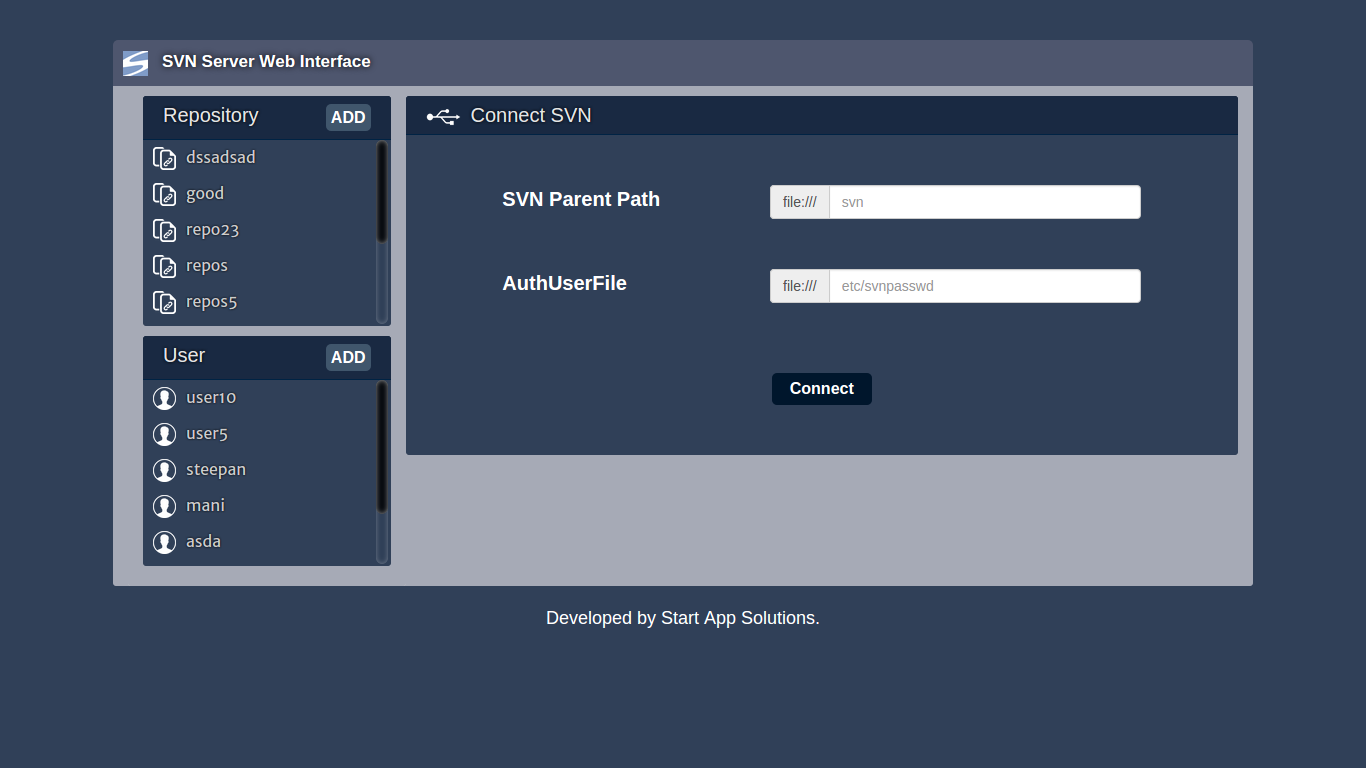 SVN Server Web Interface
Repository ADD
dssadsad
good
repo23
repos
repos5
User ADD
user10
user5
steepan
mani
asda
Connect SVN
SVN Parent Path file:/// svn
AuthUserFile file:/// etc/svnpasswd
Connect
Developed by Start App Solutions.